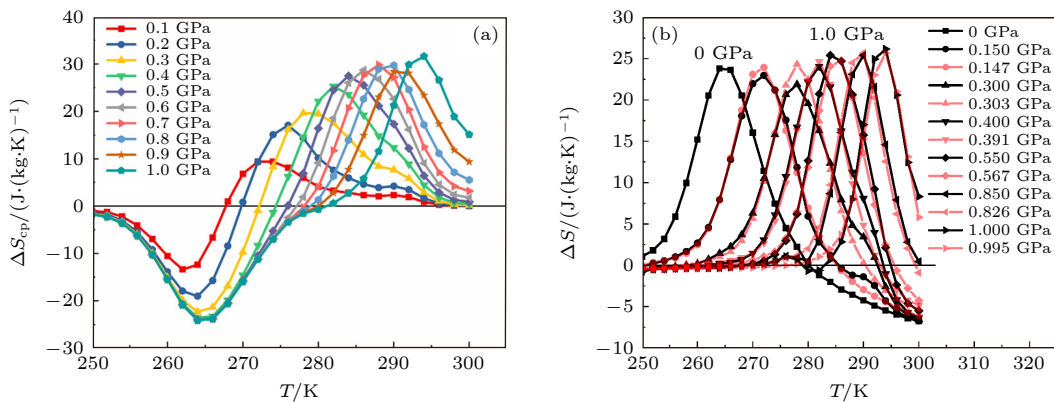 (a)
0.1 GPa
0.2 GPa
0.3 GPa
0.4 GPa
0.5 GPa
0.6 GPa
0.7 GPa
0.8 GPa
0.9 GPa
1.0 GPa
40
30
20
10
0
−10
−20
−30
ΔS_cp/(J·(kg·K)^−1)
250 260 270 280 290 300
T/K
(b)
0 GPa
1.0 GPa
0 GPa
0.150 GPa
0.147 GPa
0.300 GPa
0.303 GPa
0.400 GPa
0.391 GPa
0.550 GPa
0.567 GPa
0.850 GPa
0.826 GPa
1.000 GPa
0.995 GPa
30
25
20
15
10
5
0
−5
−10
ΔS/(J·(kg·K)^−1)
250 260 270 280 290 300 310 320
T/K